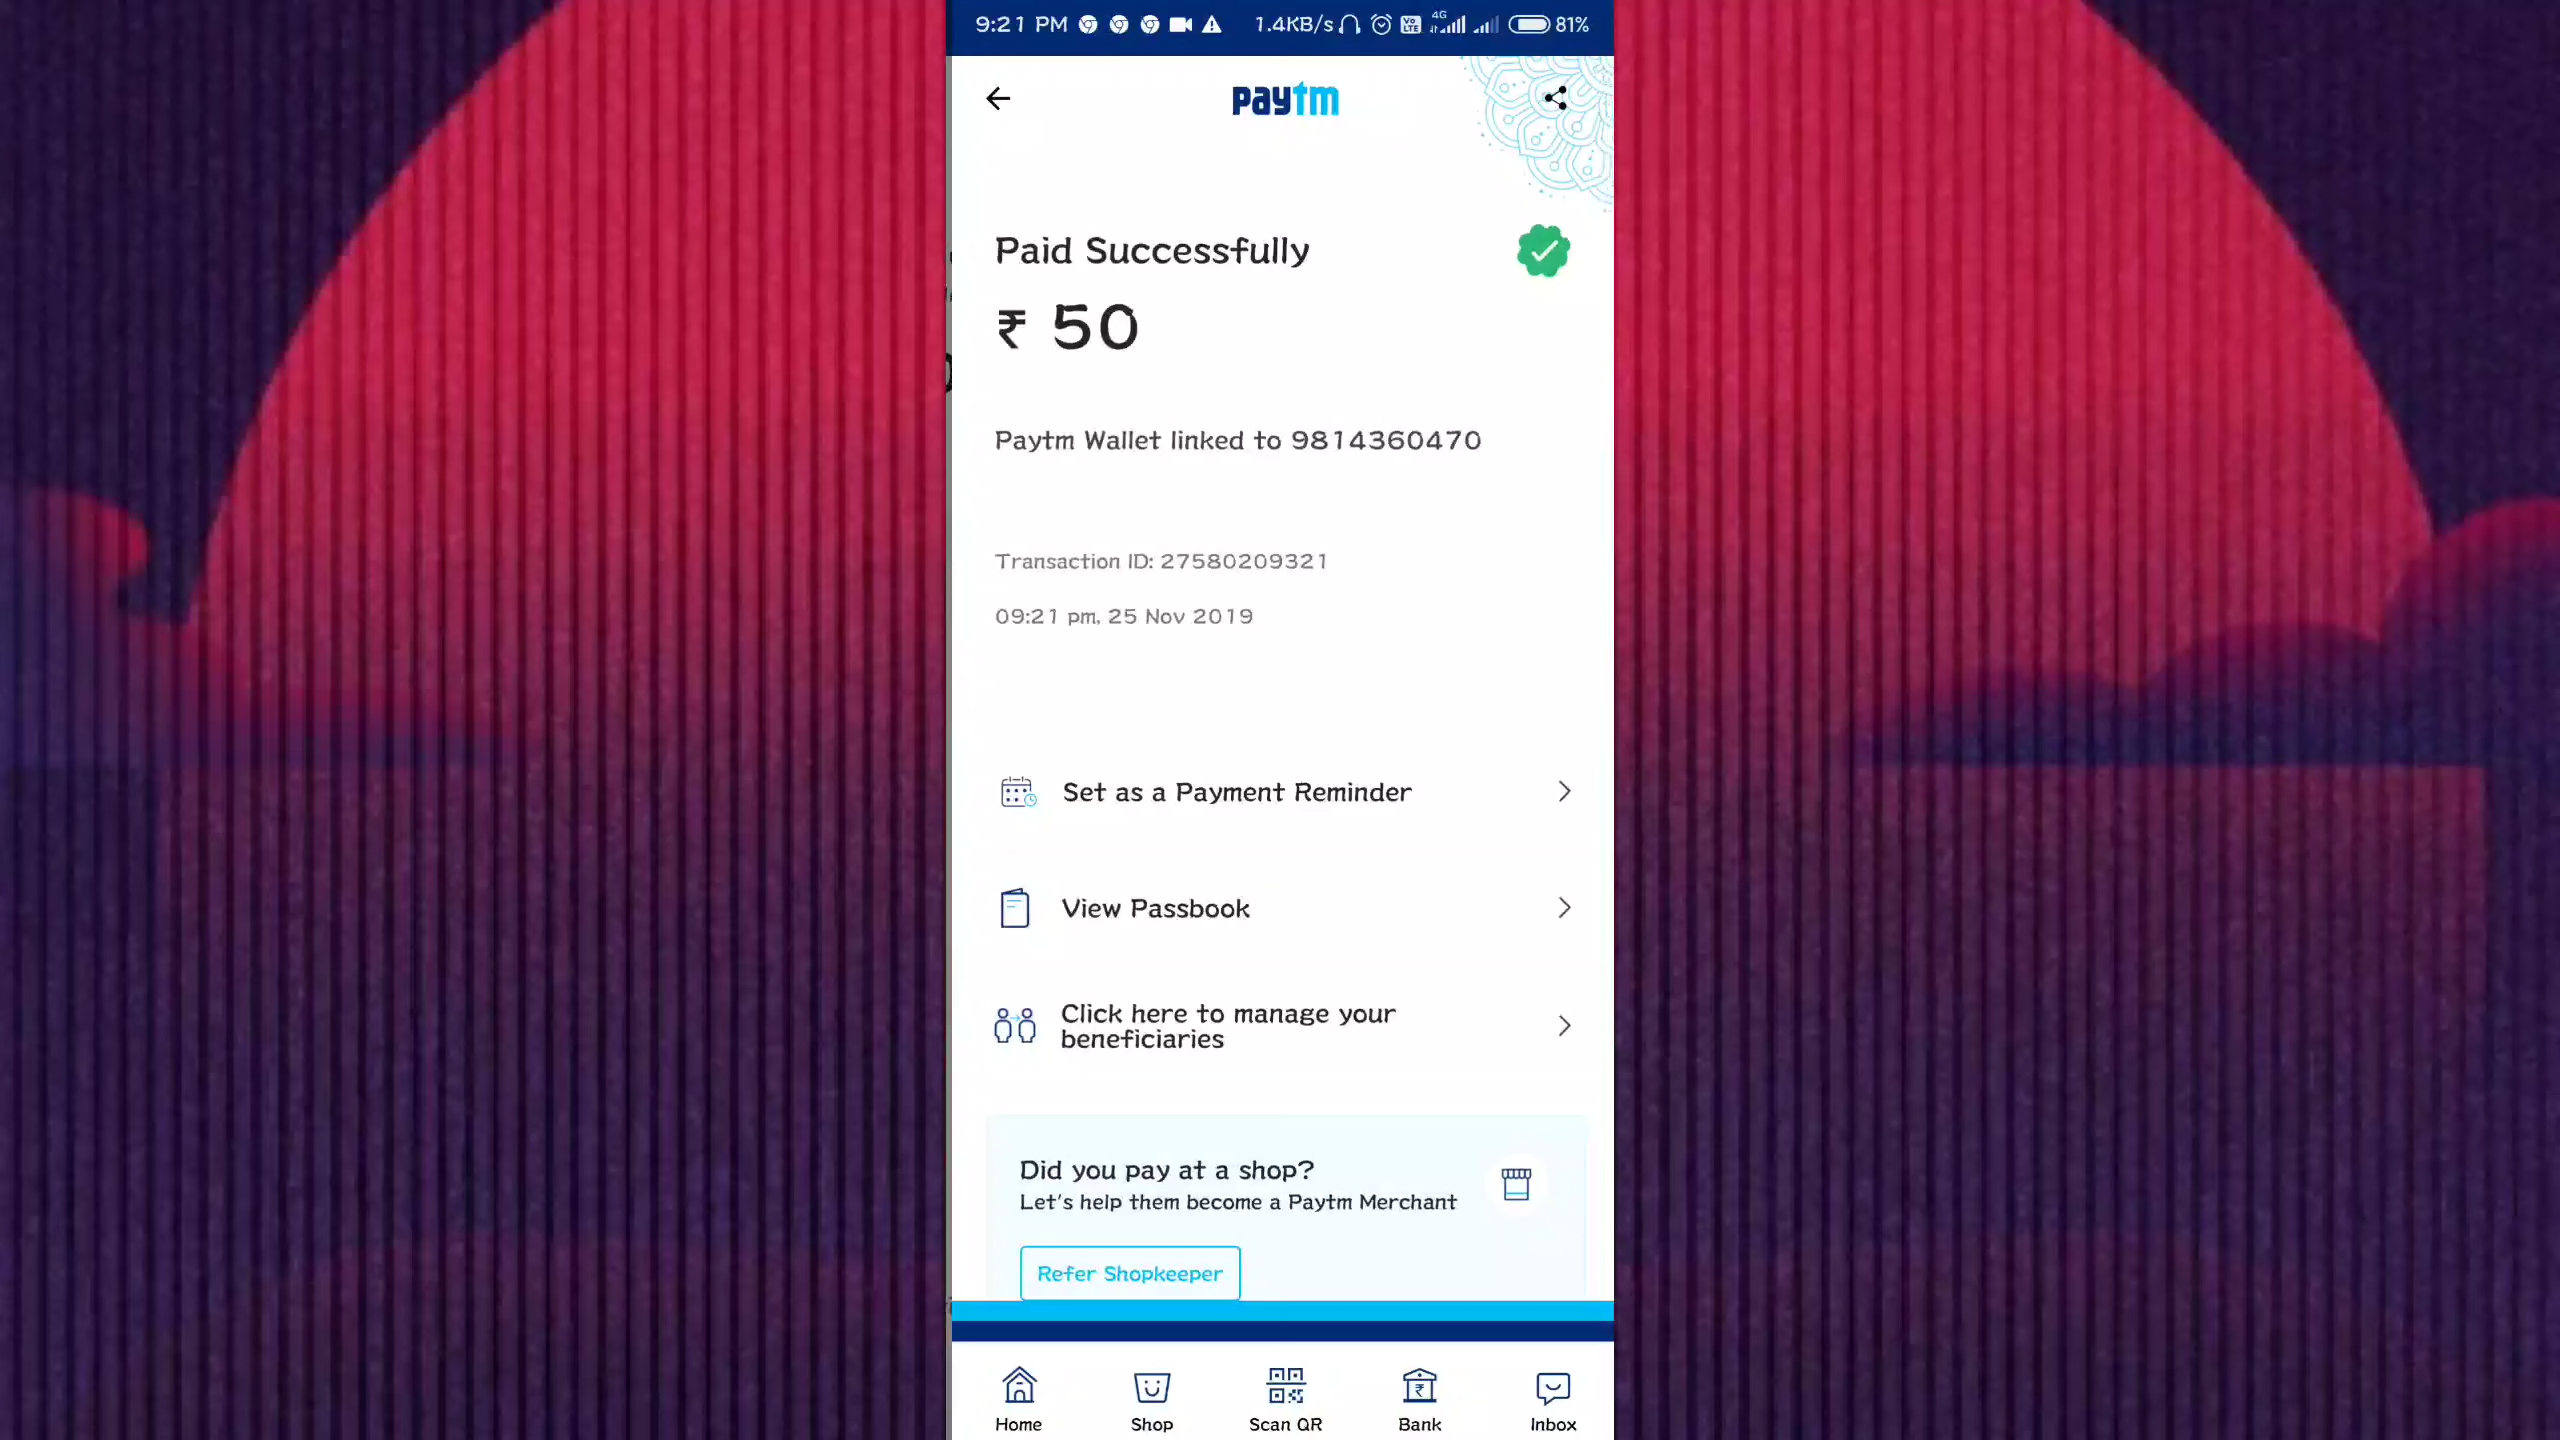 9:21 PM 1.4KB/s VoLTE 4G 81%
paytm
Paid Successfully
₹ 50
Paytm Wallet linked to 9814360470
Transaction ID: 27580209321
09:21 pm, 25 Nov 2019
Set as a Payment Reminder
View Passbook
Click here to manage your
beneficiaries
Did you pay at a shop?
Let's help them become a Paytm Merchant
Refer Shopkeeper
Home Shop Scan QR Bank Inbox